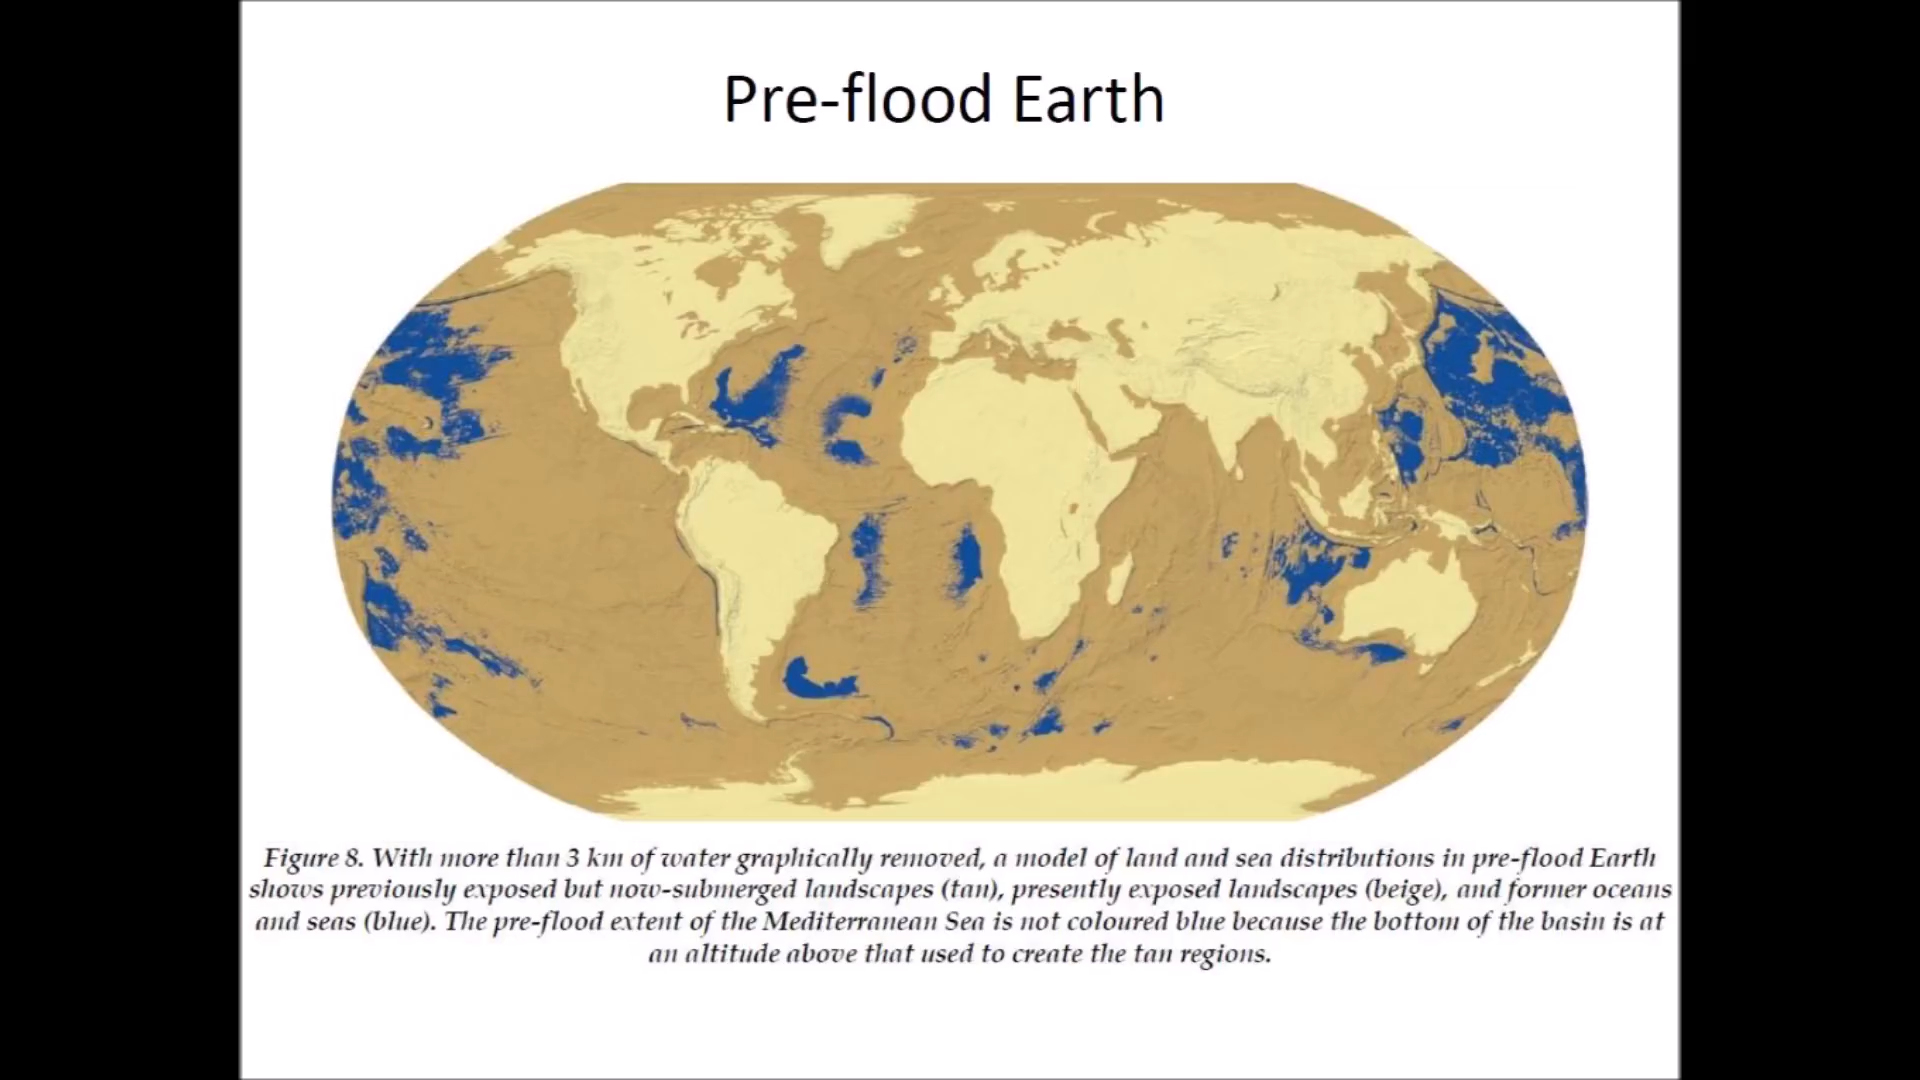 Pre-flood Earth
Figure 8. With more than 3 km of water graphically removed, a model of land and sea distributions in pre-flood Earth
shows previously exposed but now-submerged landscapes (tan), presently exposed landscapes (beige), and former oceans
and seas (blue). The pre-flood extent of the Mediterranean Sea is not coloured blue because the bottom of the basin is at
an altitude above that used to create the tan regions.